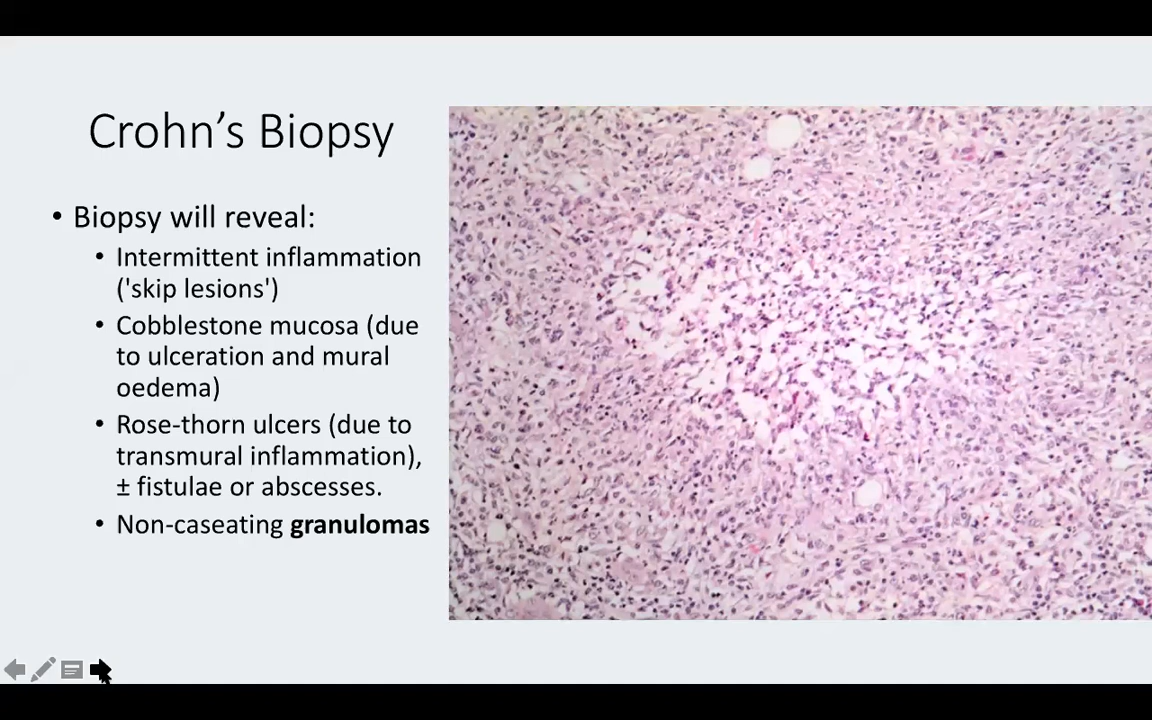 Crohn’s Biopsy
• Biopsy will reveal:
• Intermittent inflammation
('skip lesions')
• Cobblestone mucosa (due
to ulceration and mural
oedema)
• Rose-thorn ulcers (due to
transmural inflammation),
± fistulae or abscesses.
• Non-caseating granulomas